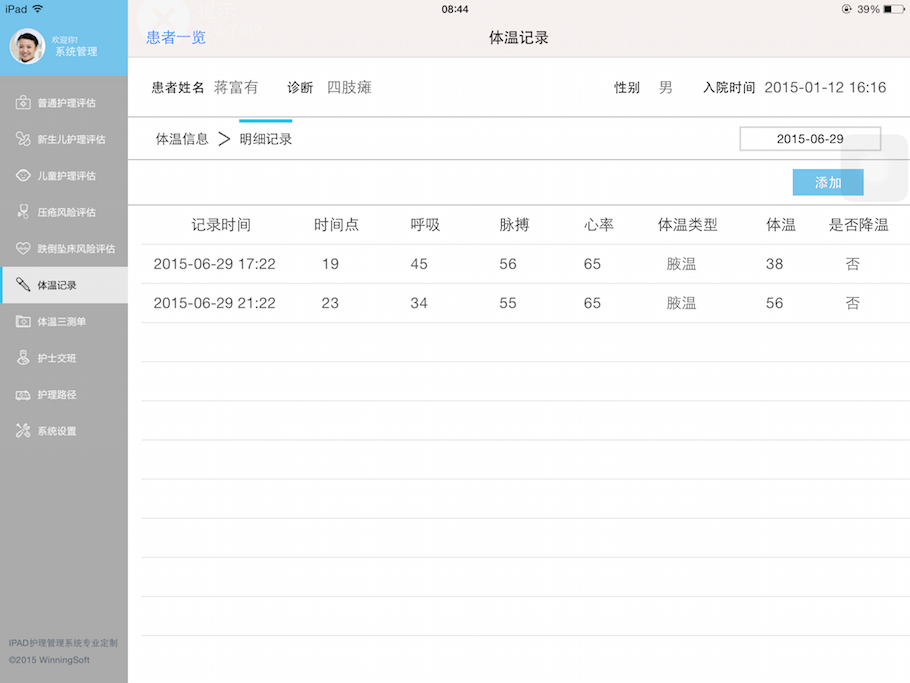 iPad 08:44 39%
欢迎你!
系统管理
患者一览 体温记录
患者姓名 蒋富有 诊断 四肢瘫 性别 男 入院时间 2015-01-12 16:16
普通护理评估
新生儿护理评估
儿童护理评估
压疮风险评估
跌倒坠床风险评估
体温记录
体温三测单
护士交班
护理路径
系统设置
体温信息 > 明细记录 2015-06-29
添加
记录时间 时间点 呼吸 脉搏 心率 体温类型 体温 是否降温
2015-06-29 17:22 19 45 56 65 腋温 38 否
2015-06-29 21:22 23 34 55 65 腋温 56 否
IPAD护理管理系统专业定制
©2015 WinningSoft